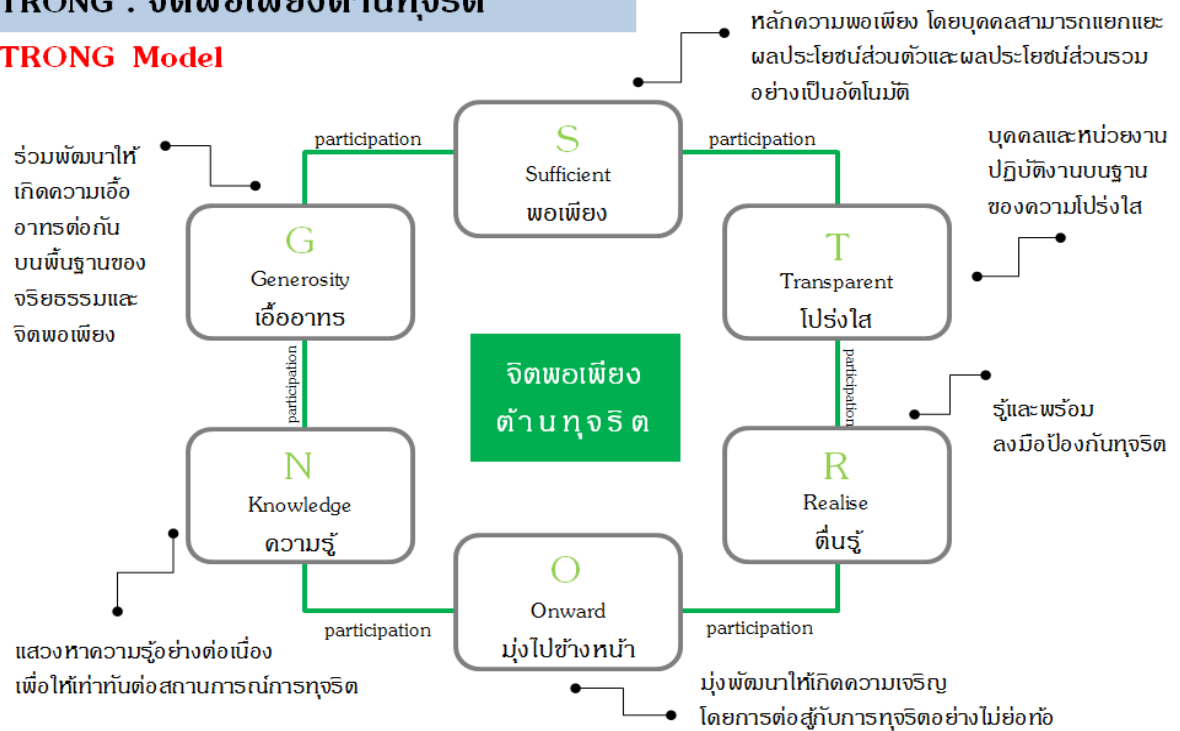 TRONG : จิตพอเพียงต้านทุจริต
TRONG Model
หลักความพอเพียง โดยบุคคลสามารถแยกแยะ
ผลประโยชน์ส่วนตัวและผลประโยชน์ส่วนรวม
อย่างเป็นอัตโนมัติ
participation
S
Sufficient
พอเพียง
participation
ร่วมพัฒนาให้
เกิดความเอื้อ
อาทรต่อกัน
บนพื้นฐานของ
จริยธรรมและ
จิตพอเพียง
บุคคลและหน่วยงาน
ปฏิบัติงานบนฐาน
ของความโปร่งใส
G
Generosity
เอื้ออาทร
T
Transparent
โปร่งใส
participation
จิตพอเพียง
ต้านทุจริต
participation
รู้และพร้อม
ลงมือป้องกันทุจริต
N
Knowledge
ความรู้
R
Realise
ตื่นรู้
participation
O
Onward
มุ่งไปข้างหน้า
participation
แสวงหาความรู้อย่างต่อเนื่อง
เพื่อให้เท่าทันต่อสถานการณ์การทุจริต
มุ่งพัฒนาให้เกิดความเจริญ
โดยการต่อสู้กับการทุจริตอย่างไม่ย่อท้อ